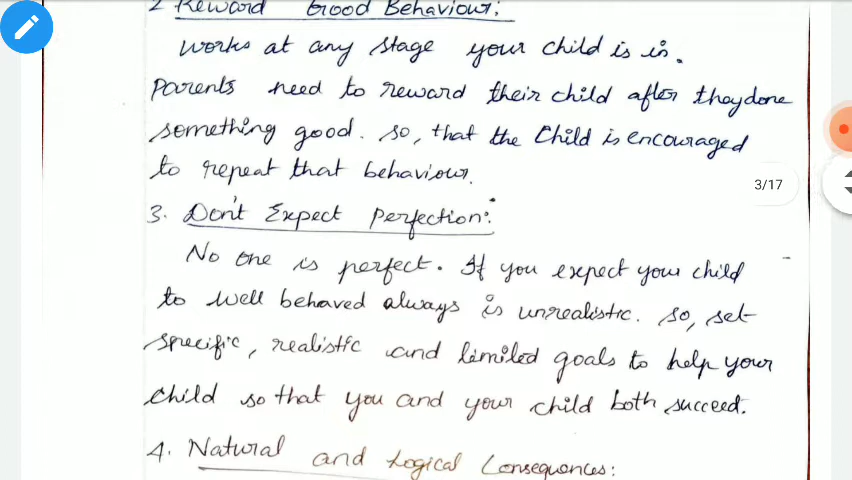 2 Reward Good Behaviour:
works at any stage your child is in.
Parents need to reward their child after they done
something good. so, that the Child is encouraged
to repeat that behaviour.
3/17
3. Don't Expect Perfection:
No one is perfect. If you expect your child
to well behaved always is unrealistic. so, set
specific, realistic and limited goals to help your
child so that you and your child both succeed.
4. Natural and Logical Consequences: